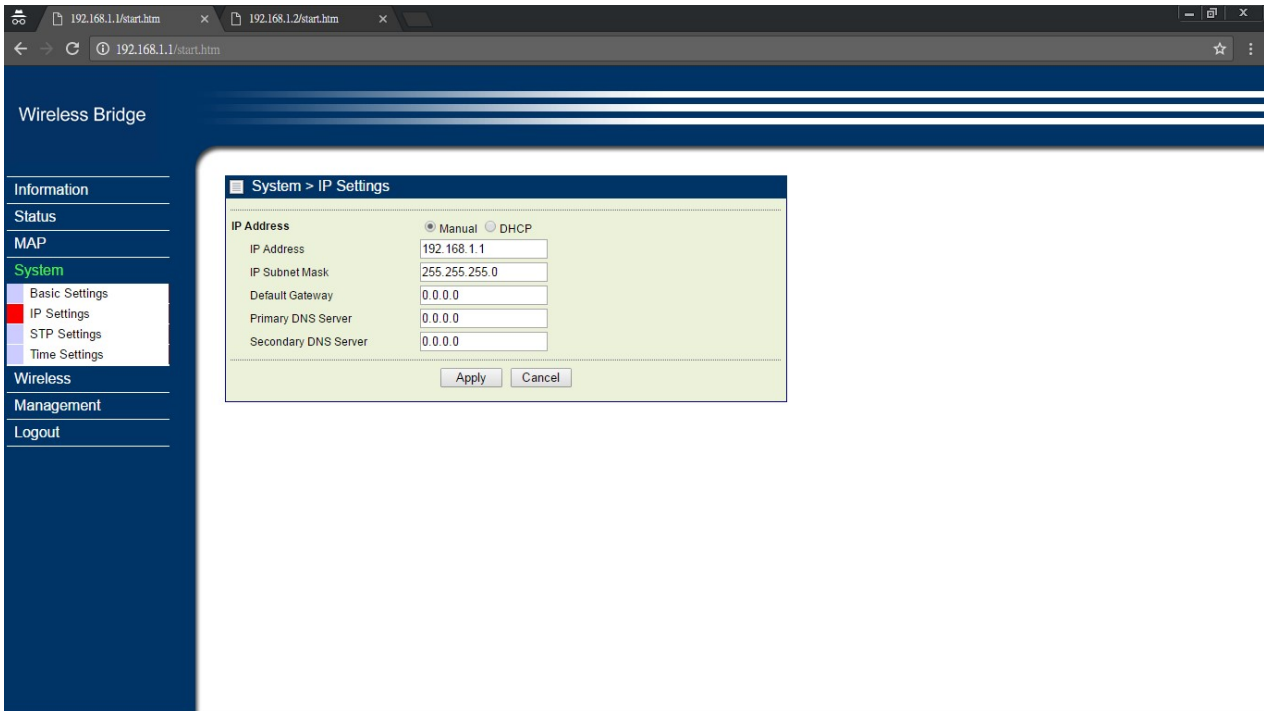 192.168.1.1/start.htm
192.168.1.2/start.htm
192.168.1.1/start.htm
Wireless Bridge
Information
Status
MAP
System
Basic Settings
IP Settings
STP Settings
Time Settings
Wireless
Management
Logout
System > IP Settings
IP Address Manual DHCP
IP Address 192.168.1.1
IP Subnet Mask 255.255.255.0
Default Gateway 0.0.0.0
Primary DNS Server 0.0.0.0
Secondary DNS Server 0.0.0.0
Apply Cancel